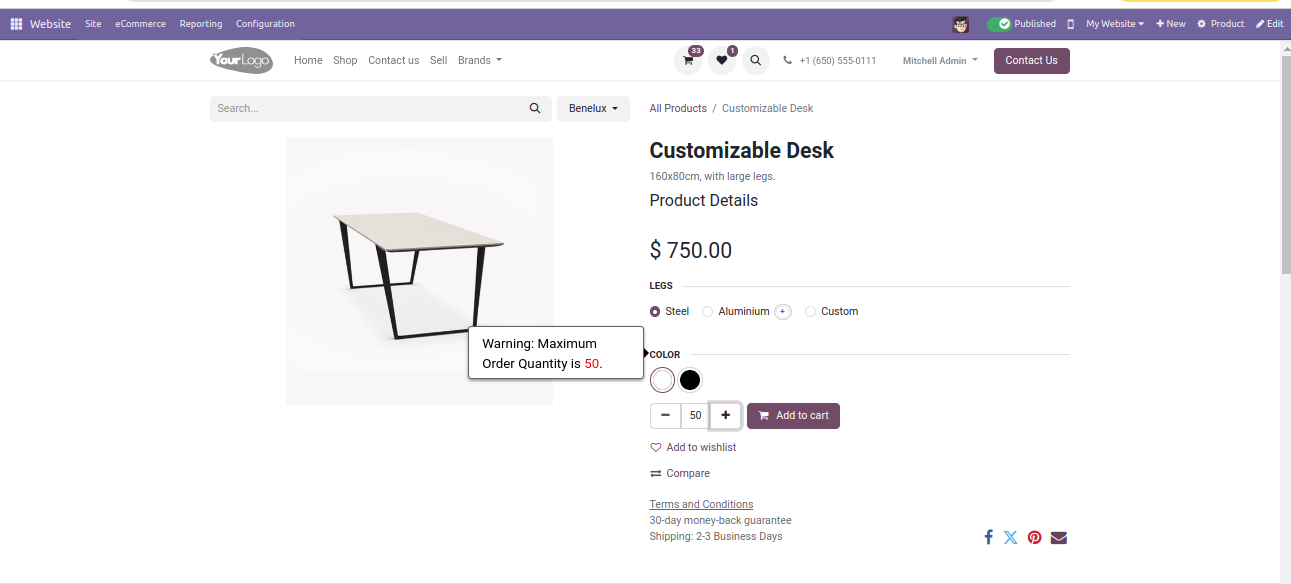 Website Site eCommerce Reporting Configuration Published My Website New Product Edit
YourLogo Home Shop Contact us Sell Brands 33 1 +1 (650) 555-0111 Mitchell Admin Contact Us
Search... Benelux All Products / Customizable Desk
Customizable Desk
160x80cm, with large legs.
Product Details
$ 750.00
LEGS
Steel Aluminium + Custom
Warning: Maximum
Order Quantity is 50.
COLOR
− 50 + Add to cart
Add to wishlist
Compare
Terms and Conditions
30-day money-back guarantee
Shipping: 2-3 Business Days